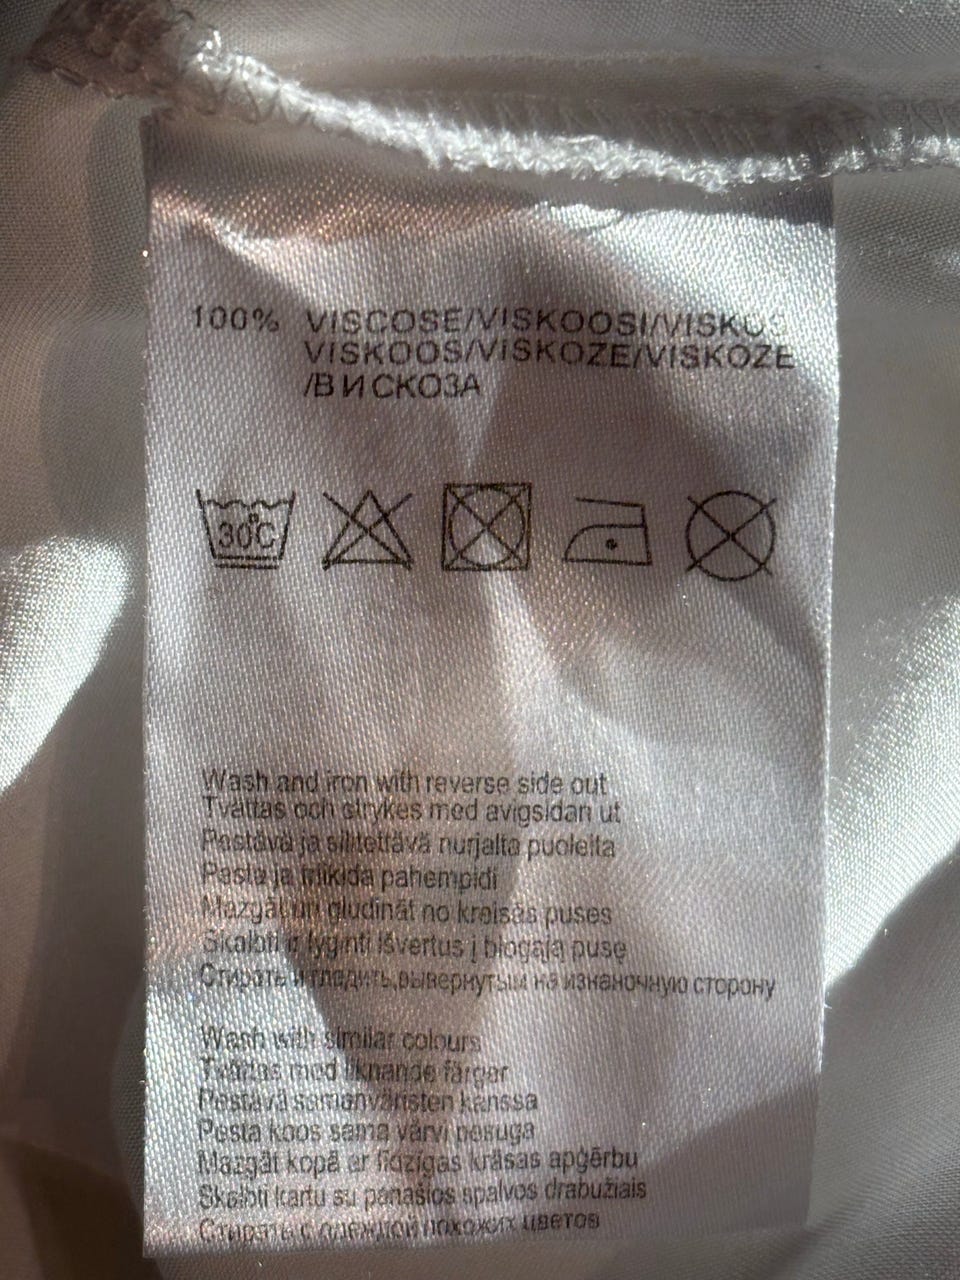 100% VISCOSE/VISKOOSI/VISKOS
VISKOOS/VISKOZE/VISKOZE
/ВИСКОЗА
30°C
Wash and iron with reverse side out
Tvättas och strykes med avigsidan ut
Pestävä ja silitettävä nurjalta puolelta
Pesta ja triikida pahempidi
Mazgāt un gludināt no kreisās puses
Skalbti ir lyginti išvertus į blogąją pusę
Стирать и гладить,вывернутым на изнаночную сторону
Wash with similar colours
Tvättas med liknande färger
Pestävä samanväristen kanssa
Pesta koos sama värvi pesuga
Mazgāt kopā ar līdzīgas krāsas apģērbu
Skalbti kartu su panašios spalvos drabužiais
Стирать с одеждой похожих цветов